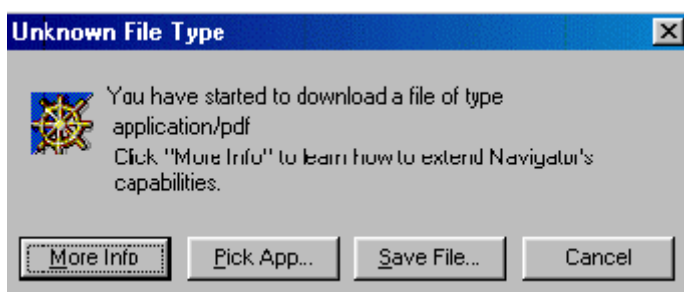 Unknown File Type
You have started to download a file of type
application/pdf
Click "More Info" to learn how to extend Navigator's
capabilities.
More Info
Pick App...
Save File...
Cancel